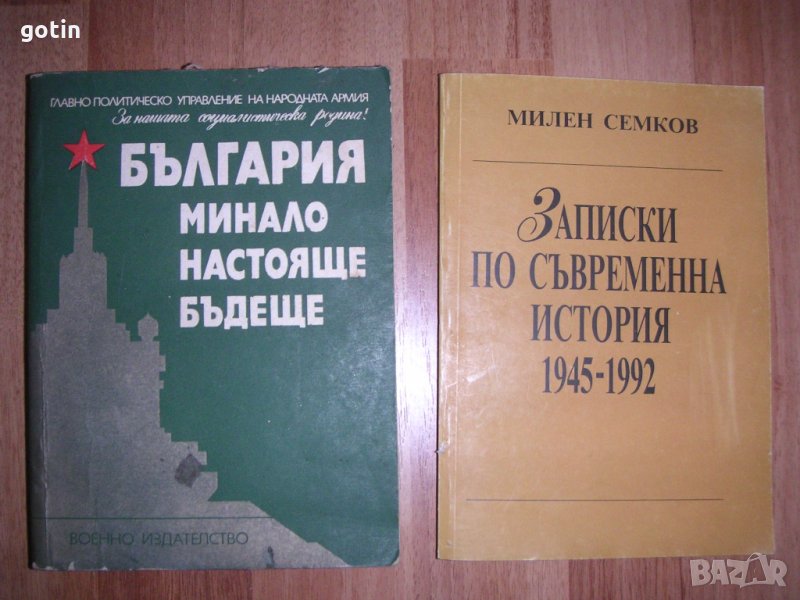 gotin
ГЛАВНО ПОЛИТИЧЕСКО УПРАВЛЕНИЕ НА НАРОДНАТА АРМИЯ
За нашата социалистическа родина!
БЪЛГАРИЯ
МИНАЛО
НАСТОЯЩЕ
БЪДЕЩЕ
ВОЕННО ИЗДАТЕЛСТВО
МИЛЕН СЕМКОВ
ЗАПИСКИ
ПО СЪВРЕМЕННА
ИСТОРИЯ
1945-1992
BAZAR